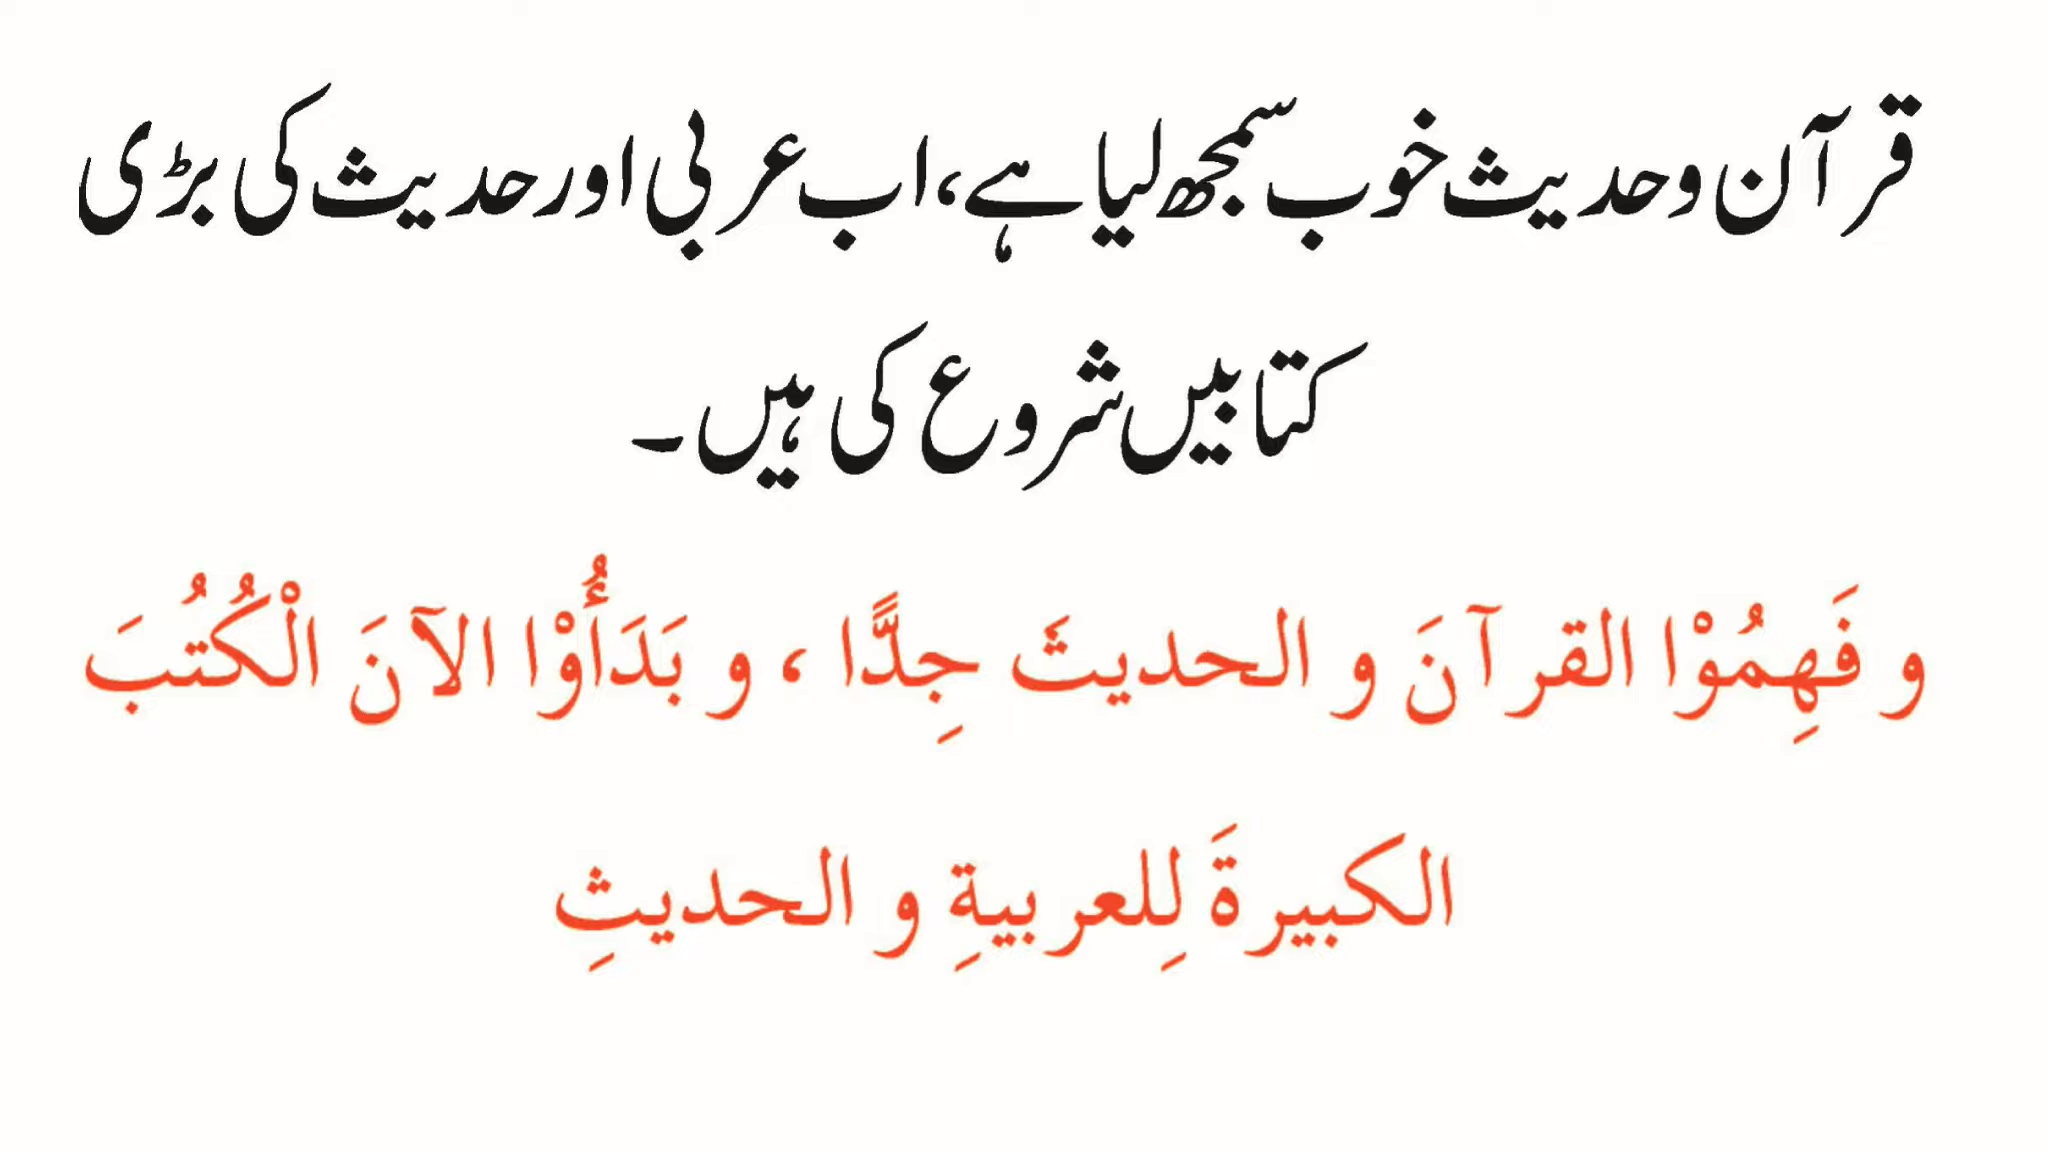 قرآن و حدیث خوب سمجھ لیا ہے، اب عربی اور حدیث کی بڑی
کتابیں شروع کی ہیں۔
و فَهِمُوْا القرآنَ و الحديثَ جِدًّا ، و بَدَأُوْا الآنَ الْكُتُبَ
الكبيرةَ لِلعربيةِ و الحديثِ